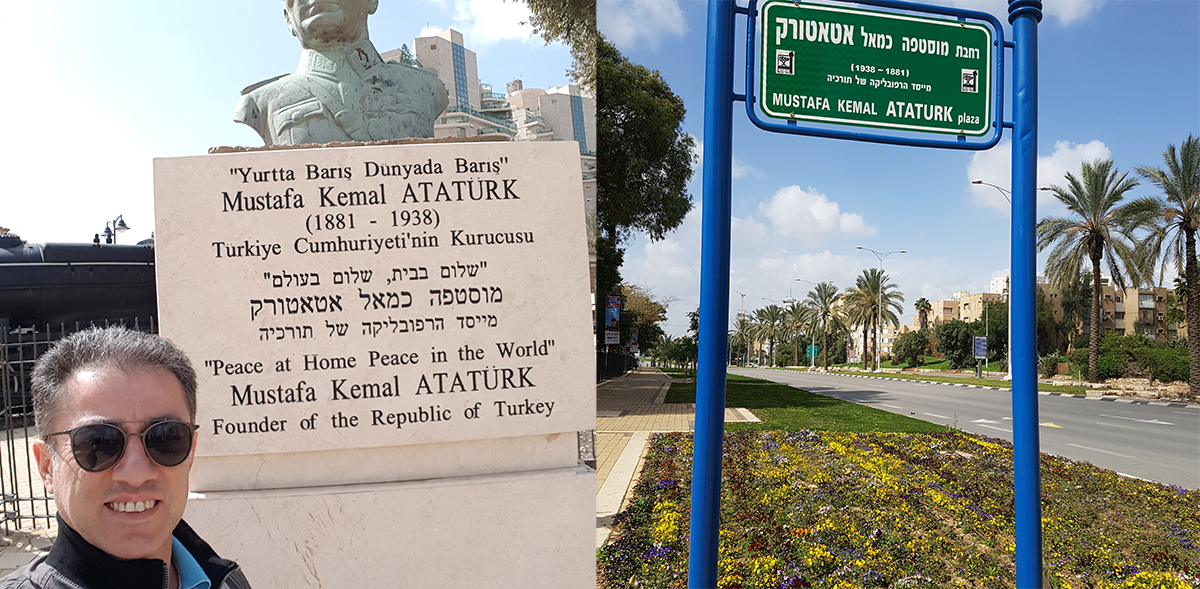 "Yurtta Barış Dünyada Barış"
Mustafa Kemal ATATÜRK
(1881 - 1938)
Türkiye Cumhuriyeti'nin Kurucusu
"שלום בבית, שלום בעולם"
מוסטפה כמאל אטאטורק
מייסד הרפובליקה של תורכיה
"Peace at Home Peace in the World"
Mustafa Kemal ATATÜRK
Founder of the Republic of Turkey
רחבת מוסטפה כמאל אטאטורק
(1938 – 1881)
מייסד הרפובליקה של תורכיה
MUSTAFA KEMAL ATATURK plaza